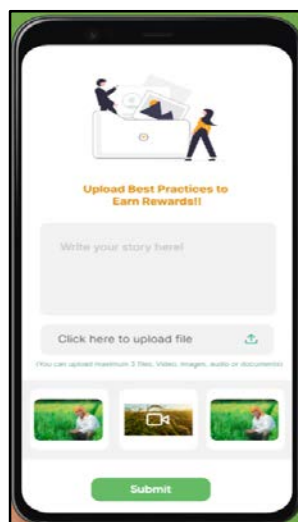 Upload Best Practices to
Earn Rewards!!
Write your story here!
Click here to upload file
(You can upload maximum 3 files, Video, Images, audio or documents)
Submit